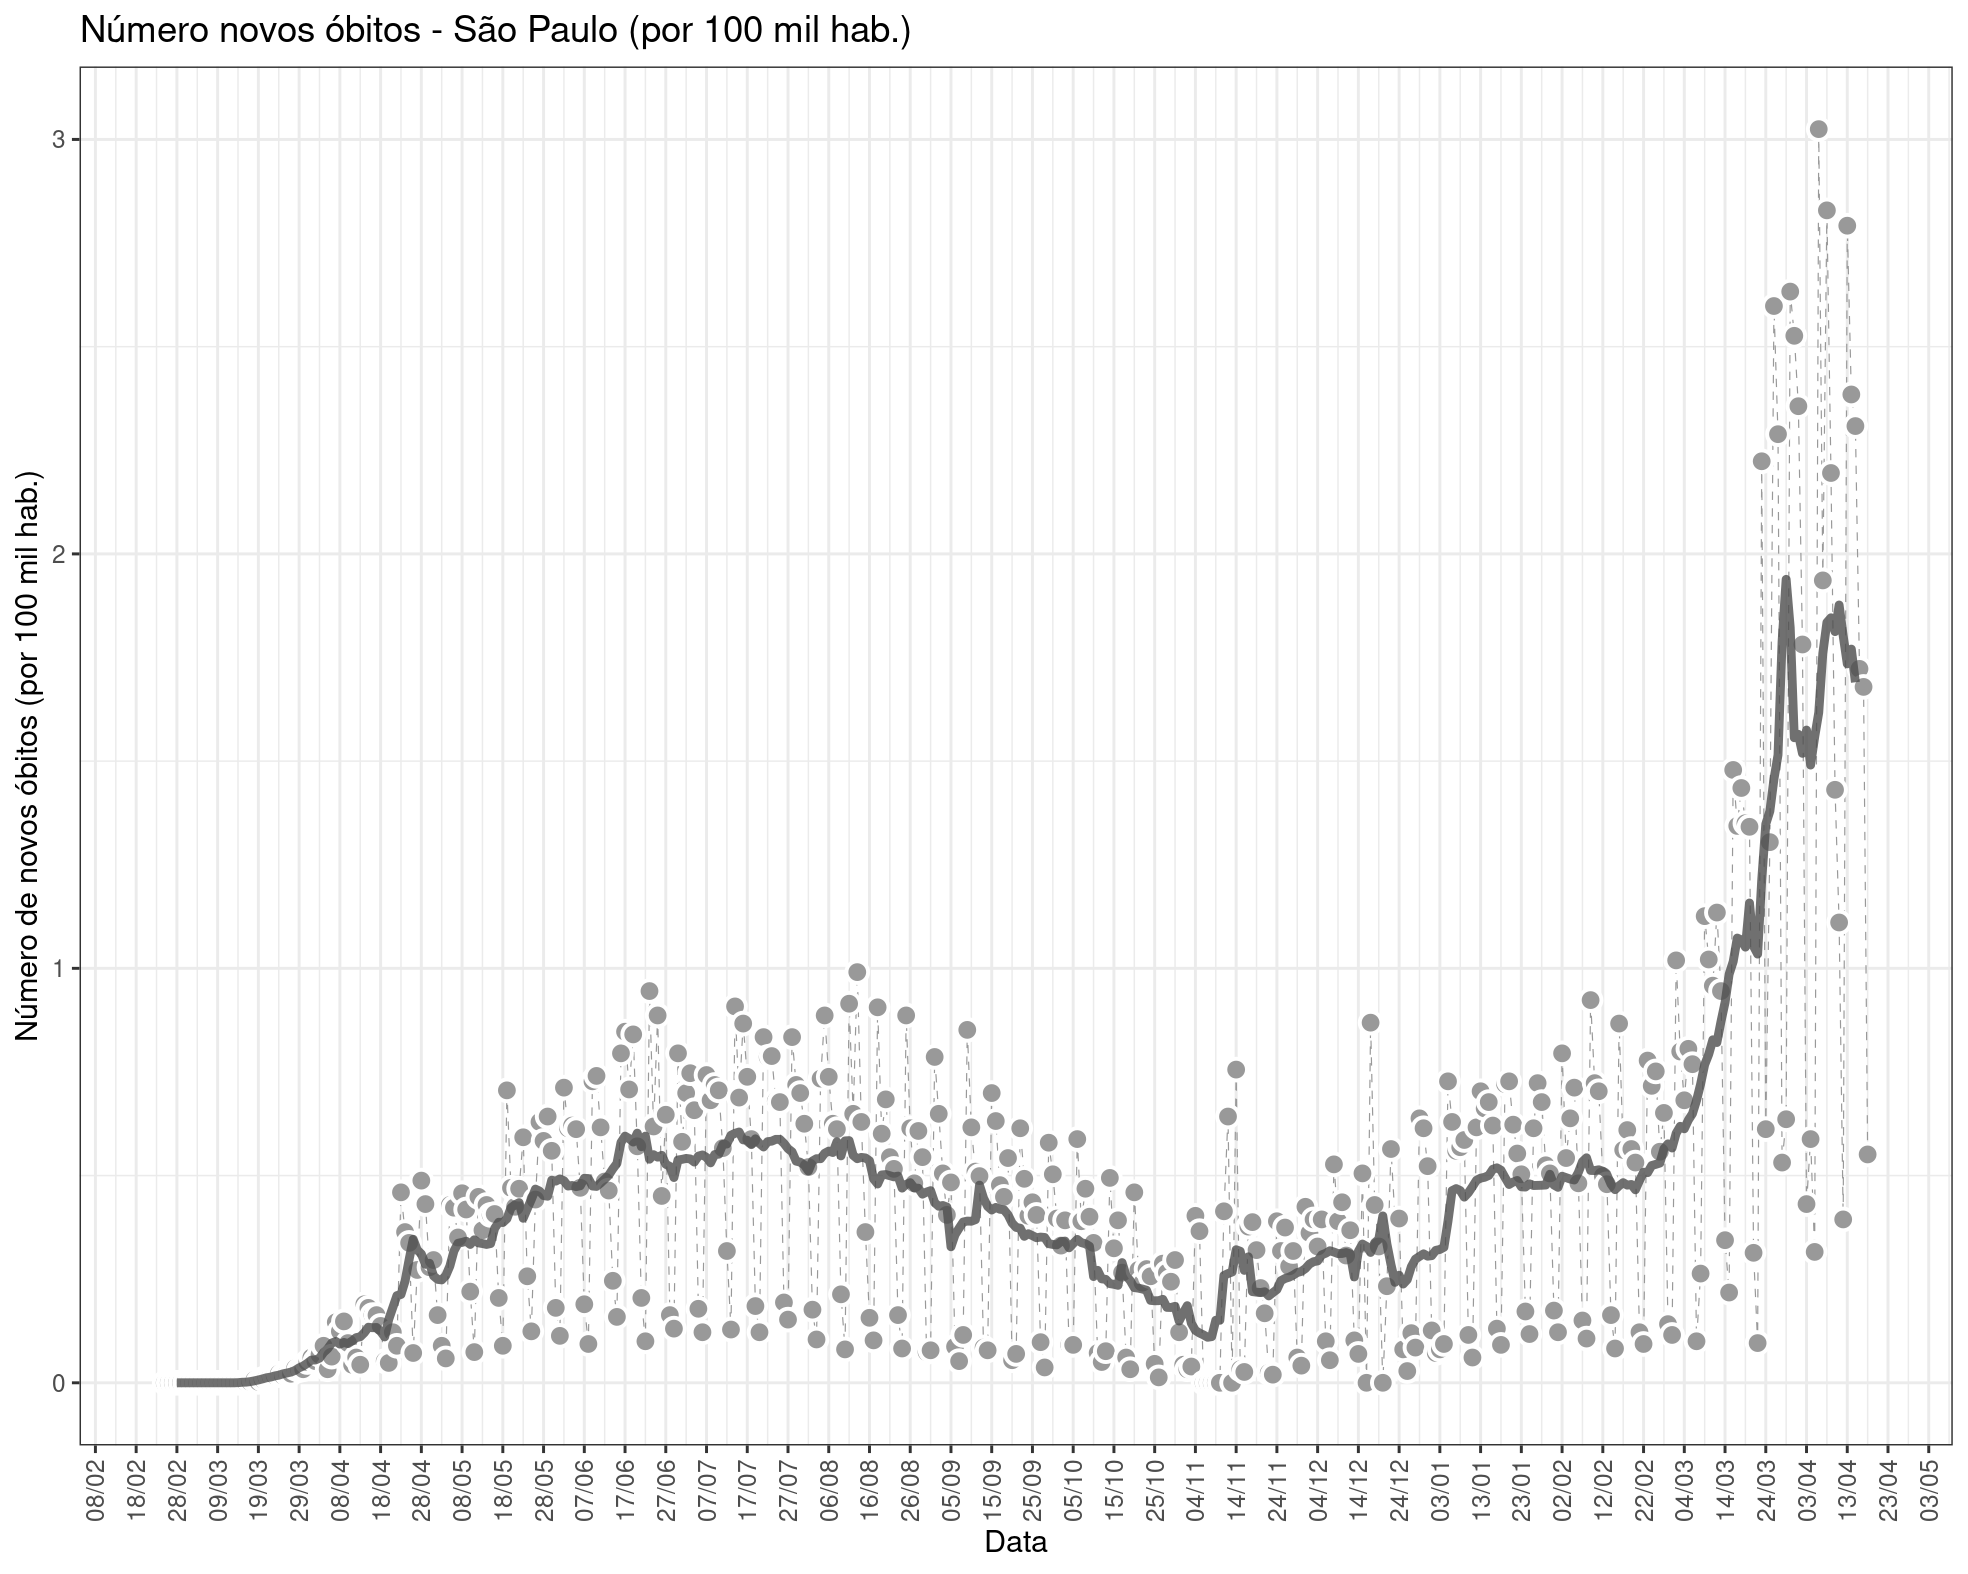 Número novos óbitos - São Paulo (por 100 mil hab.)
Número de novos óbitos (por 100 mil hab.)
3
2
1
0
08/02 18/02 28/02 09/03 19/03 29/03 08/04 18/04 28/04 08/05 18/05 28/05 07/06 17/06 27/06 07/07 17/07 27/07 06/08 16/08 26/08 05/09 15/09 25/09 05/10 15/10 25/10 04/11 14/11 24/11 04/12 14/12 24/12 03/01 13/01 23/01 02/02 12/02 22/02 04/03 14/03 24/03 03/04 13/04 23/04 03/05
Data